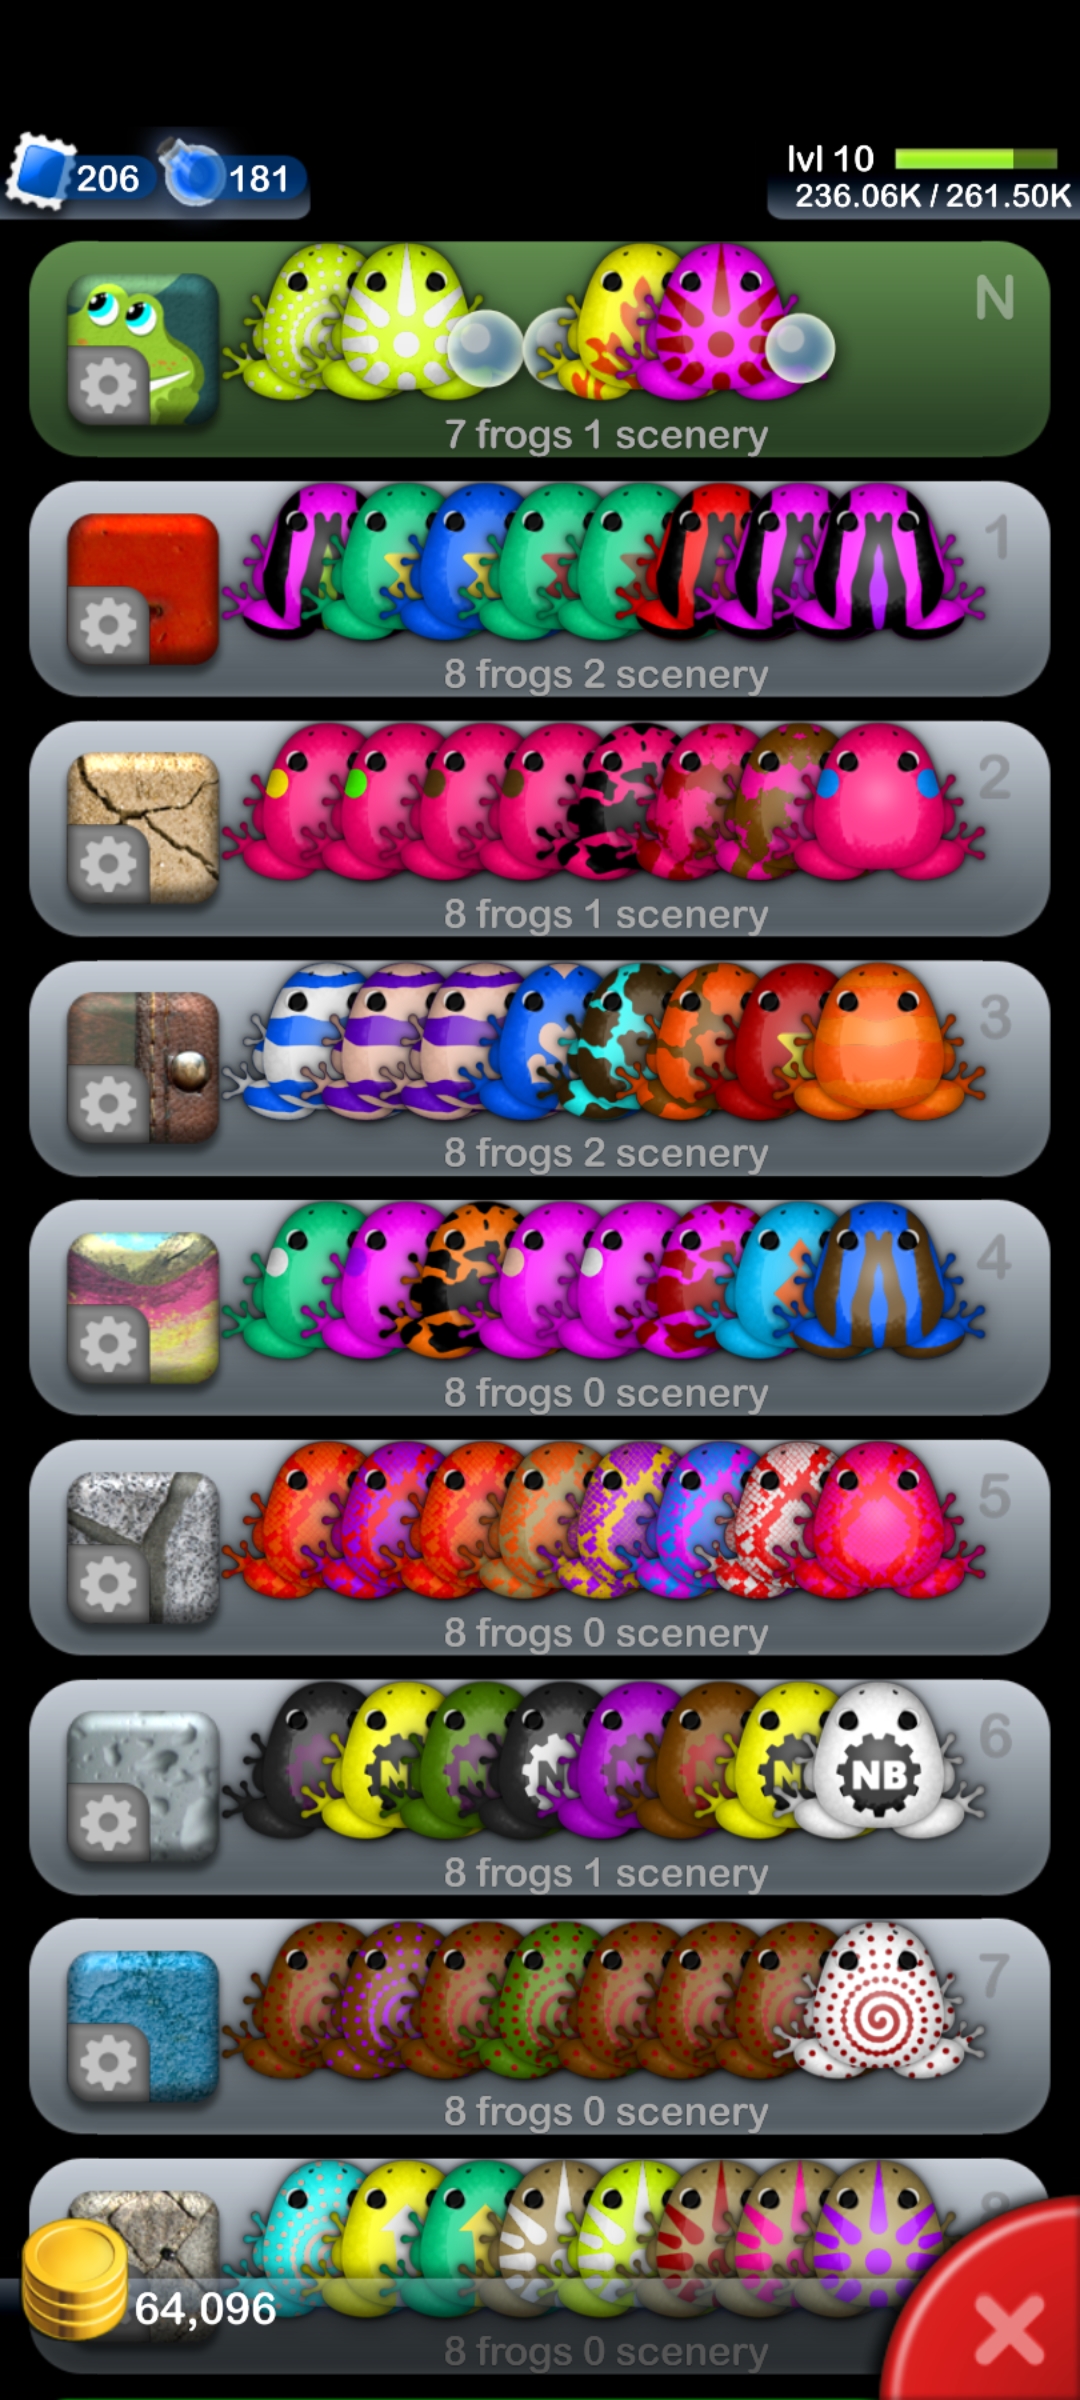 206
181
lvl 10
236.06K / 261.50K
N
7 frogs 1 scenery
1
8 frogs 2 scenery
2
8 frogs 1 scenery
3
8 frogs 2 scenery
4
8 frogs 0 scenery
5
8 frogs 0 scenery
6
NB
8 frogs 1 scenery
7
8 frogs 0 scenery
64,096
8 frogs 0 scenery